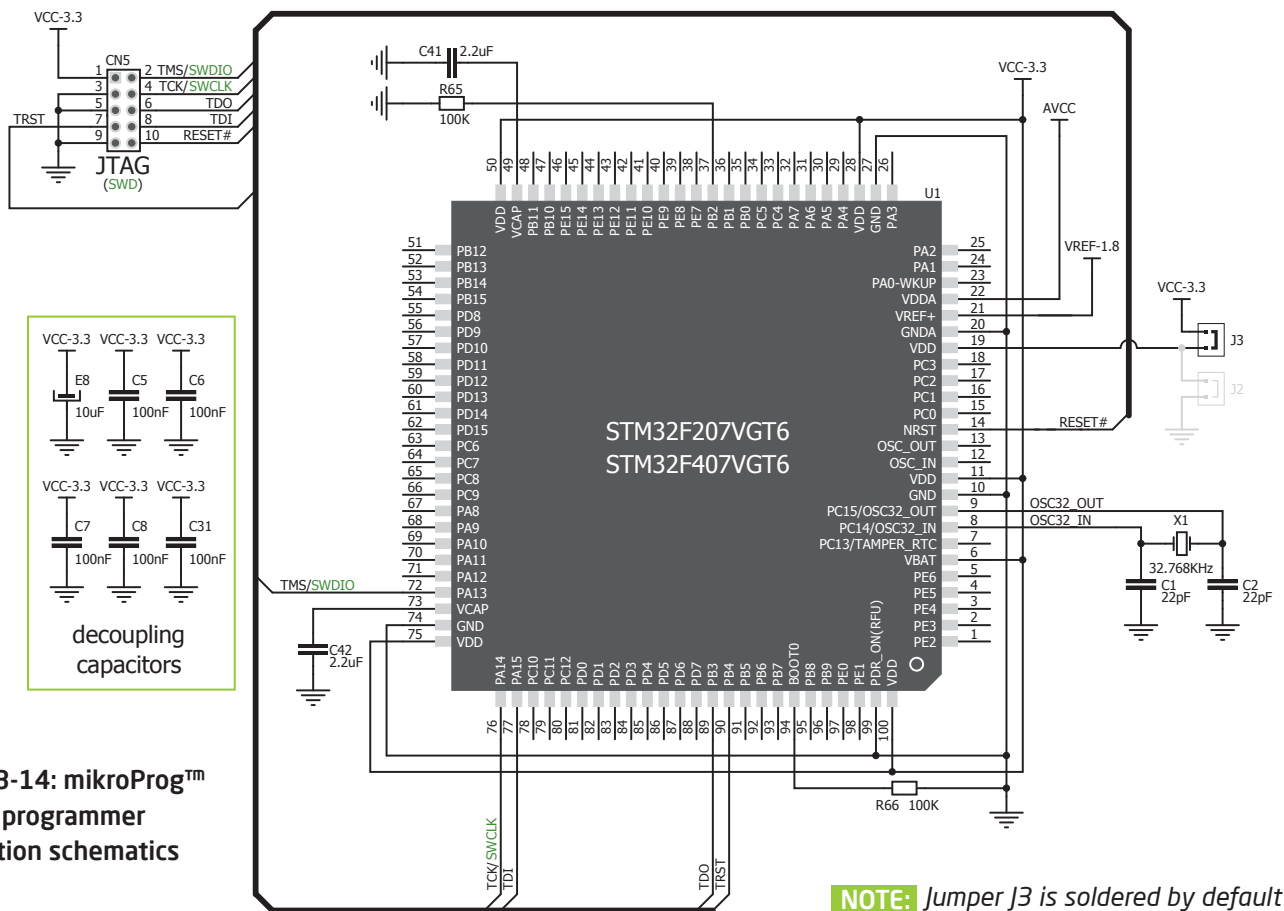 VCC-3.3
CN5
1
2 TMS/SWDIO
3
4 TCK/SWCLK
5
6 TDO
TRST
7
8 TDI
9
10 RESET#
JTAG
(SWD)
C41 2.2uF
R65
100K
VCC-3.3
AVCC
VREF-1.8
VCC-3.3
J3
J2
50 49 48 47 46 45 44 43 42 41 40 39 38 37 36 35 34 33 32 31 30 29 28 27 26
VDD VCAP PB11 PB10 PE15 PE14 PE13 PE12 PE11 PE10 PE9 PE8 PE7 PB2 PB1 PB0 PC5 PC4 PA7 PA6 PA5 PA4 VDD GND PA3
U1
51 PB12
52 PB13
53 PB14
54 PB15
55 PD8
56 PD9
57 PD10
58 PD11
59 PD12
60 PD13
61 PD14
62 PD15
63 PC6
64 PC7
65 PC8
66 PC9
67 PA8
68 PA9
69 PA10
70 PA11
71 PA12
TMS/SWDIO 72 PA13
73 VCAP
74 GND
75 VDD
C42
2.2uF
STM32F207VGT6
STM32F407VGT6
PA2 25
PA1 24
PA0-WKUP 23
VDDA 22
VREF+ 21
GNDA 20
VDD 19
PC3 18
PC2 17
PC1 16
PC0 15
NRST 14 RESET#
OSC_OUT 13
OSC_IN 12
VDD 11
GND 10
PC15/OSC32_OUT 9 OSC32_OUT
PC14/OSC32_IN 8 OSC32_IN
PC13/TAMPER_RTC 7
VBAT 6
PE6 5
PE5 4
PE4 3
PE3 2
PE2 1
X1
32.768KHz
C1
22pF
C2
22pF
PA14 PA15 PC10 PC11 PC12 PD0 PD1 PD2 PD3 PD4 PD5 PD6 PD7 PB3 PB4 PB5 PB6 PB7 BOOT0 PB8 PB9 PE0 PE1 PDR_ON(RFU) VDD
76 77 78 79 80 81 82 83 84 85 86 87 88 89 90 91 92 93 94 95 96 97 98 99 100
R66 100K
TCK/SWCLK
TDI
TDO
TRST
VCC-3.3 VCC-3.3 VCC-3.3
E8 C5 C6
10uF 100nF 100nF
VCC-3.3 VCC-3.3 VCC-3.3
C7 C8 C31
100nF 100nF 100nF
decoupling
capacitors
3-14: mikroProg™
programmer
tion schematics
NOTE: Jumper J3 is soldered by default